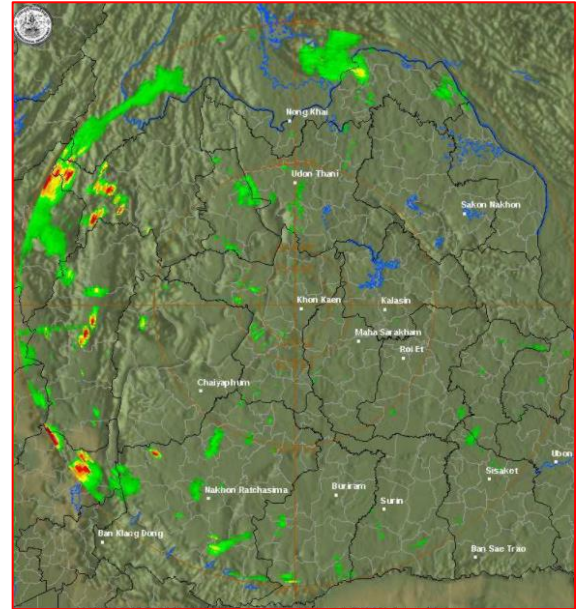 Nong Khai
Udon Thani
Sakon Nakhon
Khon Kaen
Kalasin
Maha Sarakham
Roi Et
Chaiyaphum
Sisaket
Ubon
Nakhon Ratchasima
Buriram
Surin
Ban Klang Dong
Ban Sae Trao